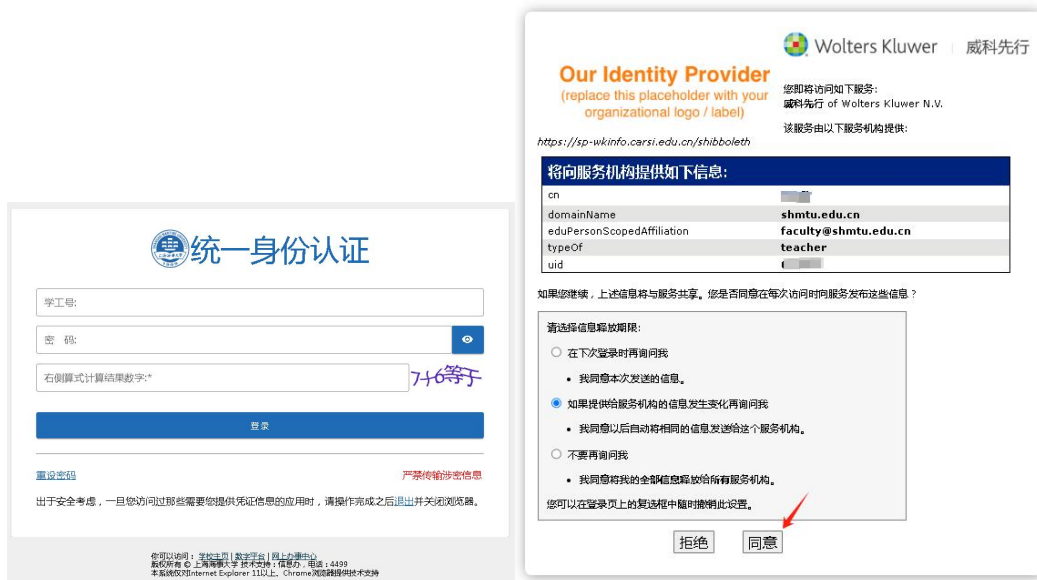 统一身份认证
学工号:
密 码:
右侧算式计算结果数字:*
7+6等于
登录
重设密码
严禁传输涉密信息
出于安全考虑，一旦您访问过那些需要您提供凭证信息的应用时，请操作完成之后退出并关闭浏览器。
你可以访问： 学校主页 | 数字平台 | 网上办事中心
版权所有 © 上海海事大学 技术支持：信息办，电话：4499
本系统仅对Internet Explorer 11以上、Chrome浏览器提供技术支持
Wolters Kluwer
威科先行
Our Identity Provider
(replace this placeholder with your
organizational logo / label)
您即将访问如下服务:
威科先行 of Wolters Kluwer N.V.
该服务由以下服务机构提供:
https://sp-wkinfo.carsi.edu.cn/shibboleth
将向服务机构提供如下信息:
cn
domainName shmtu.edu.cn
eduPersonScopedAffiliation faculty@shmtu.edu.cn
typeOf teacher
uid
如果您继续，上述信息将与服务共享。您是否同意在每次访问时向服务发布这些信息？
请选择信息释放期限:
在下次登录时再询问我
• 我同意本次发送的信息。
如果提供给服务机构的信息发生变化再询问我
• 我同意以后自动将相同的信息发送给这个服务机构。
不要再询问我
• 我同意将我的全部信息释放给所有服务机构。
您可以在登录页上的复选框中随时撤销此设置。
拒绝
同意